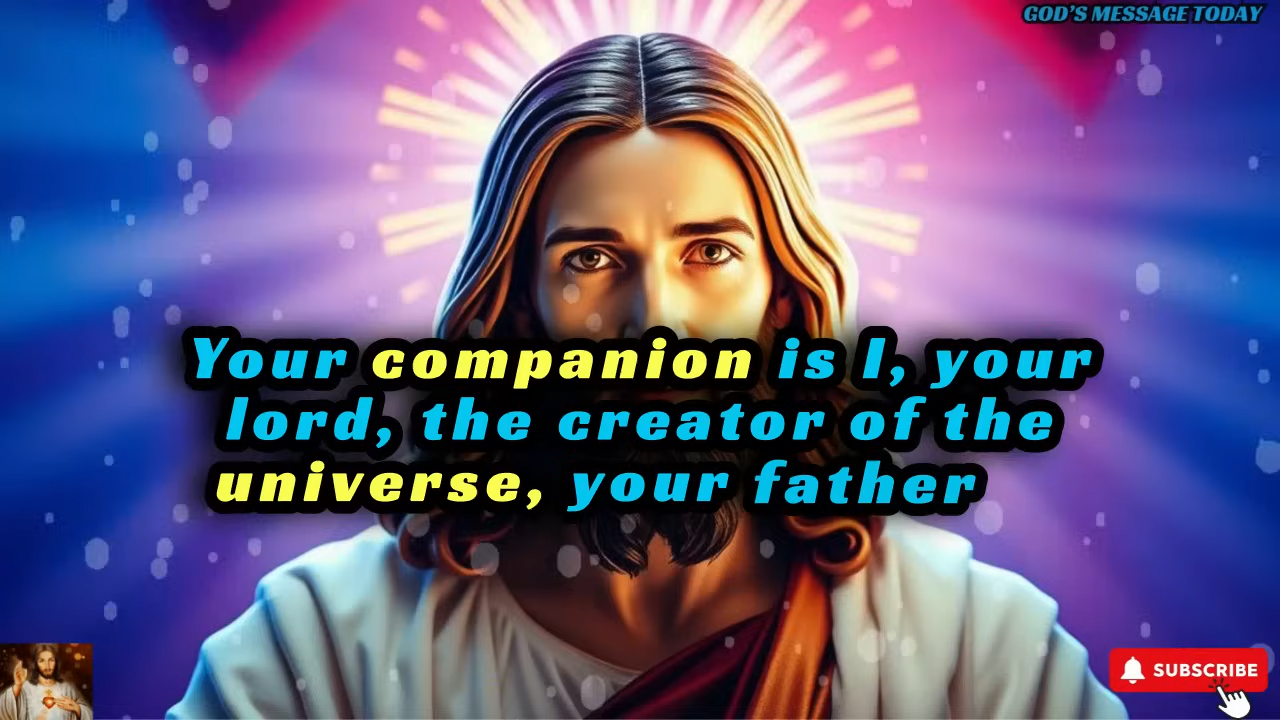 GOD'S MESSAGE TODAY
Your companion is I, your
lord, the creator of the
universe, your father
SUBSCRIBE